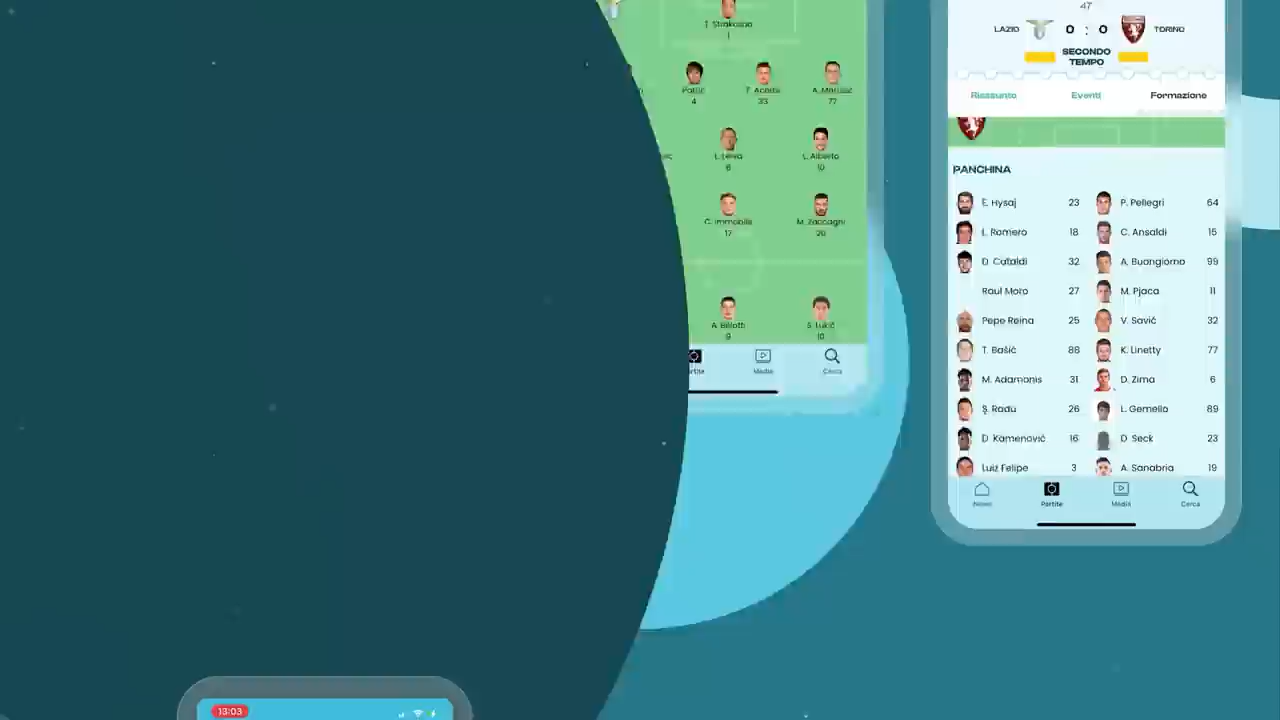 T. Strakosha
1
Patric
4
F. Acerbi
33
A. Marušić
77
L. Leiva
6
L. Alberto
10
C. Immobile
17
M. Zaccagni
20
A. Belotti
9
S. Lukić
10
Media
Cerca
47
LAZIO 0 : 0 TORINO
SECONDO
TEMPO
Riassunto Eventi Formazione
PANCHINA
E. Hysaj 23 P. Pellegri 64
L. Romero 18 C. Ansaldi 15
D. Cataldi 32 A. Buongiorno 99
Raul Moro 27 M. Pjaca 11
Pepe Reina 25 V. Savić 32
T. Bašić 88 K. Linetty 77
M. Adamonis 31 D. Zima 6
Ş. Radu 26 L. Gemello 89
D. Kamenović 16 D. Seck 23
Luiz Felipe 3 A. Sanabria 19
News Partite Media Cerca
13:03